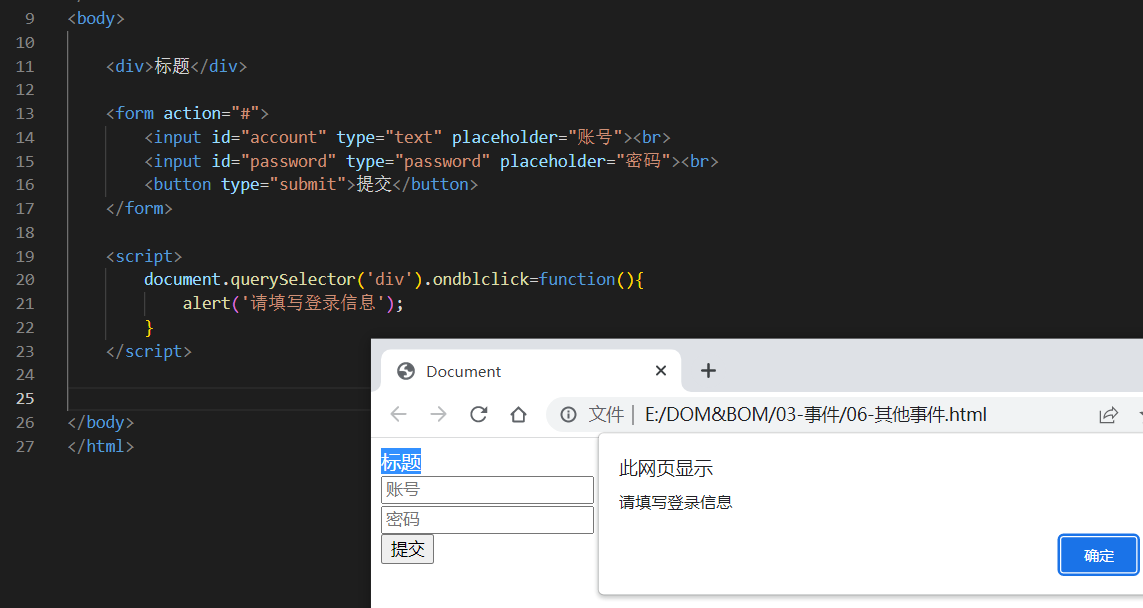 9 <body>
10
11 <div>标题</div>
12
13 <form action="#">
14 <input id="account" type="text" placeholder="账号"><br>
15 <input id="password" type="password" placeholder="密码"><br>
16 <button type="submit">提交</button>
17 </form>
18
19 <script>
20 document.querySelector('div').ondblclick=function(){
21 alert('请填写登录信息');
22 }
23 </script>
24
25
26 </body>
27 </html>
Document
文件 | E:/DOM&BOM/03-事件/06-其他事件.html
标题
账号
密码
提交
此网页显示
请填写登录信息
确定